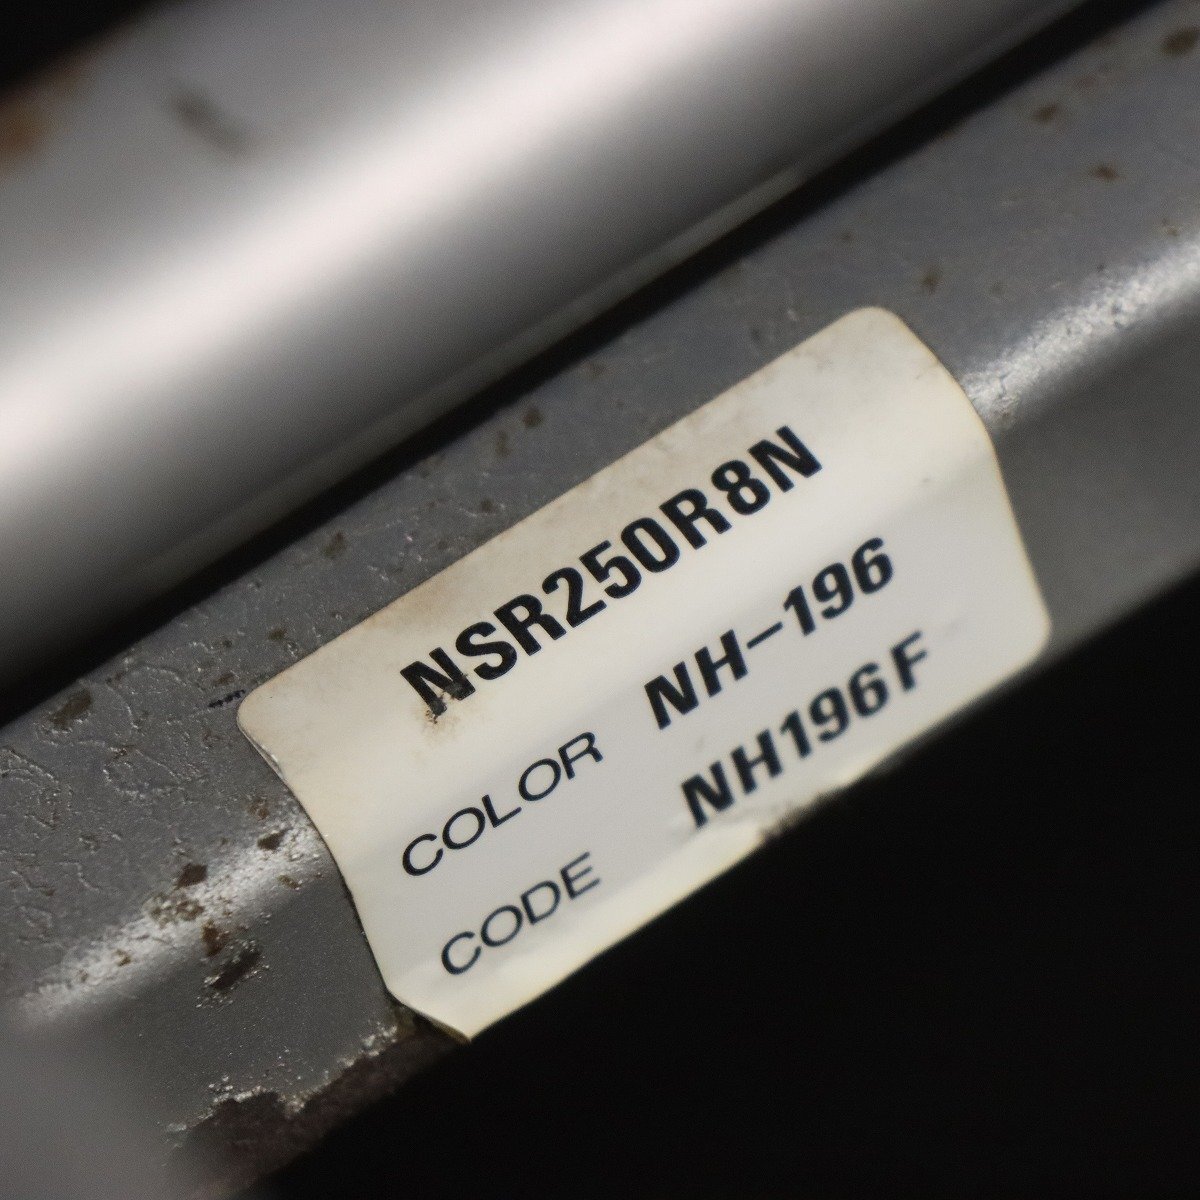 NSR250R8N
COLOR NH-196
CODE NH196F